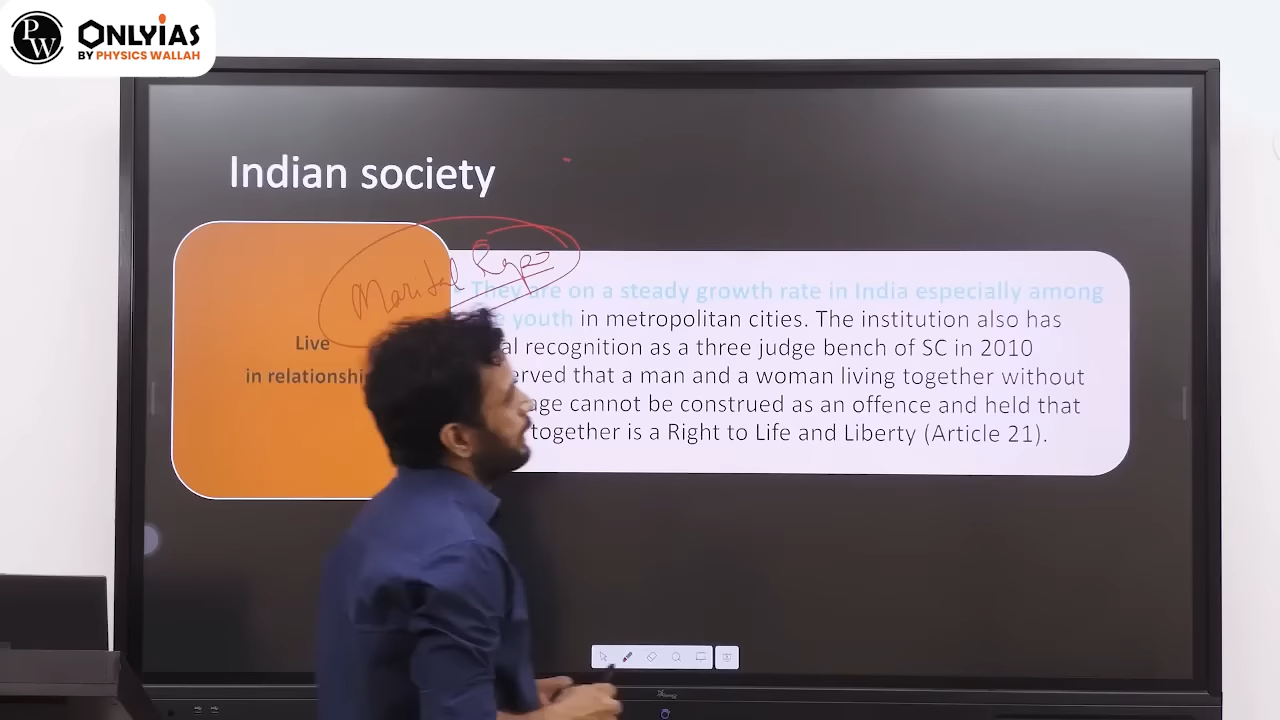 PW
ONLYIAS
BY PHYSICS WALLAH
Indian society
Marital Rape
Live
in relationshi
They are on a steady growth rate in India especially among
youth in metropolitan cities. The institution also has
al recognition as a three judge bench of SC in 2010
erved that a man and a woman living together without
age cannot be construed as an offence and held that
together is a Right to Life and Liberty (Article 21).